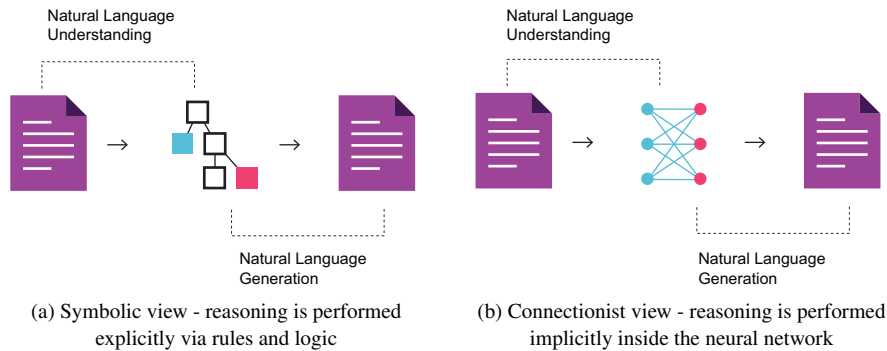 Natural Language
Understanding
Natural Language
Generation
(a) Symbolic view - reasoning is performed
explicitly via rules and logic
Natural Language
Understanding
Natural Language
Generation
(b) Connectionist view - reasoning is performed
implicitly inside the neural network